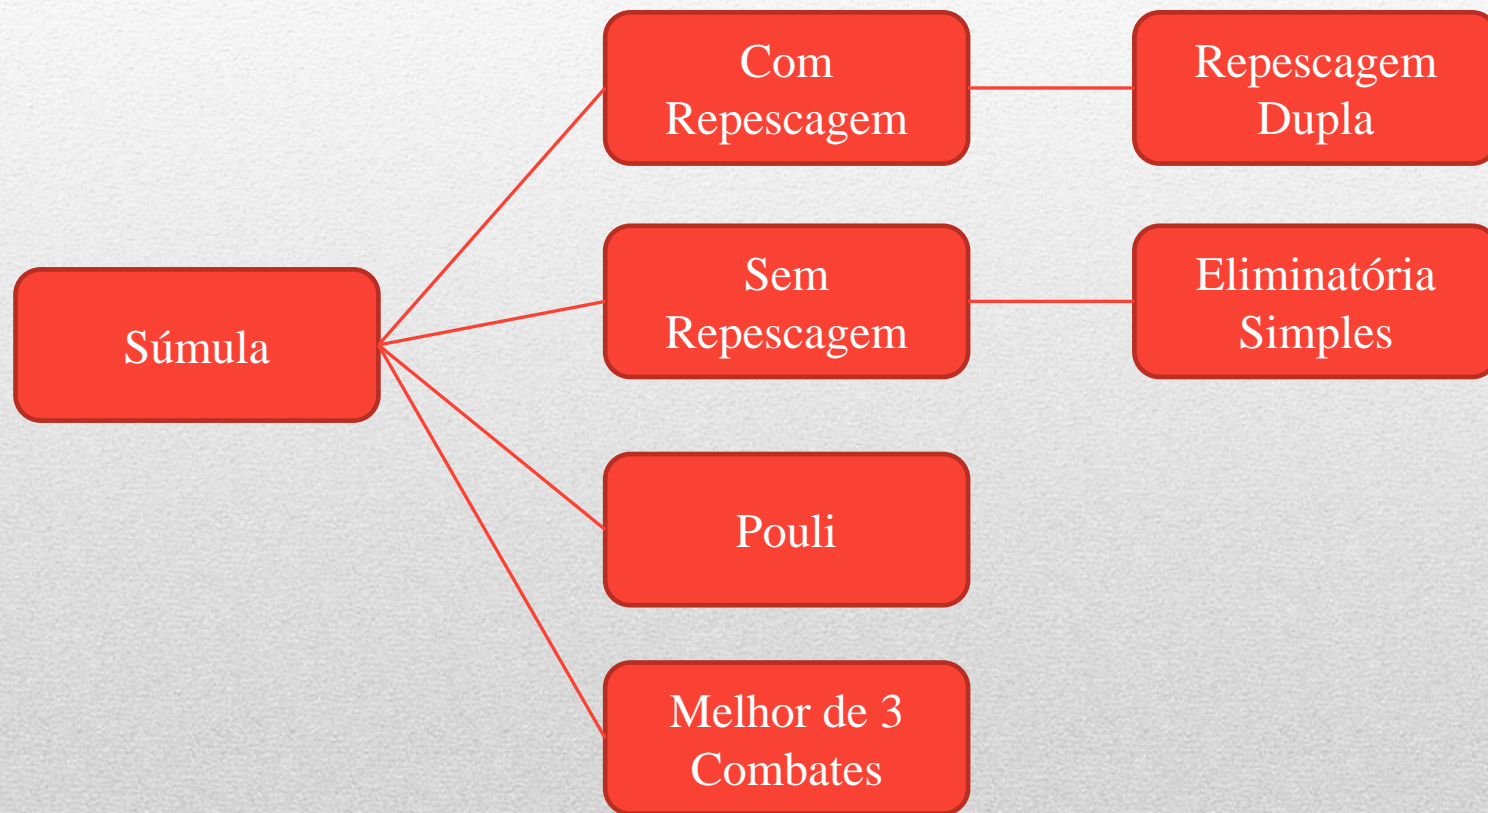 Súmula
Com
Repescagem
Repescagem
Dupla
Sem
Repescagem
Eliminatória
Simples
Pouli
Melhor de 3
Combates